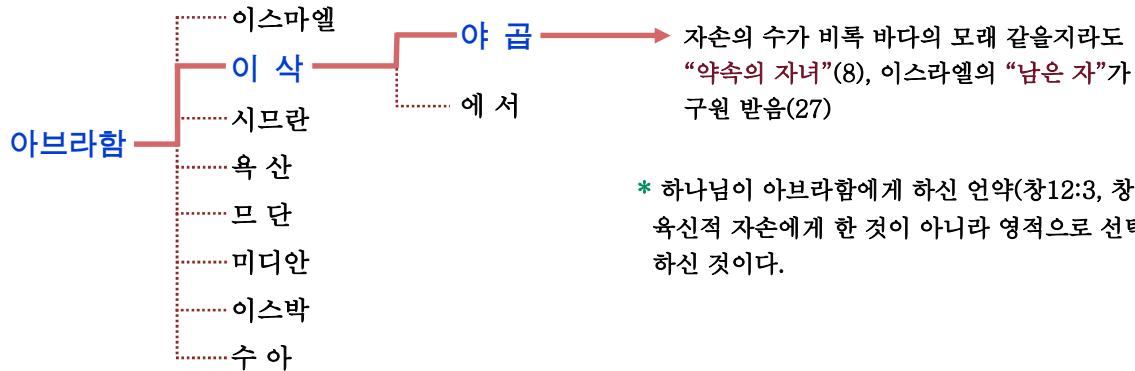 이스마엘
이 삭
야 곱
자손의 수가 비록 바다의 모래 같을지라도
“약속의 자녀”(8), 이스라엘의 “남은 자”가
구원 받음(27)
에 서
시므란
아브라함
욕 산
므 단
미디안
이스박
수 아
* 하나님이 아브라함에게 하신 언약(창12:3, 창
육신적 자손에게 한 것이 아니라 영적으로
하신 것이다.